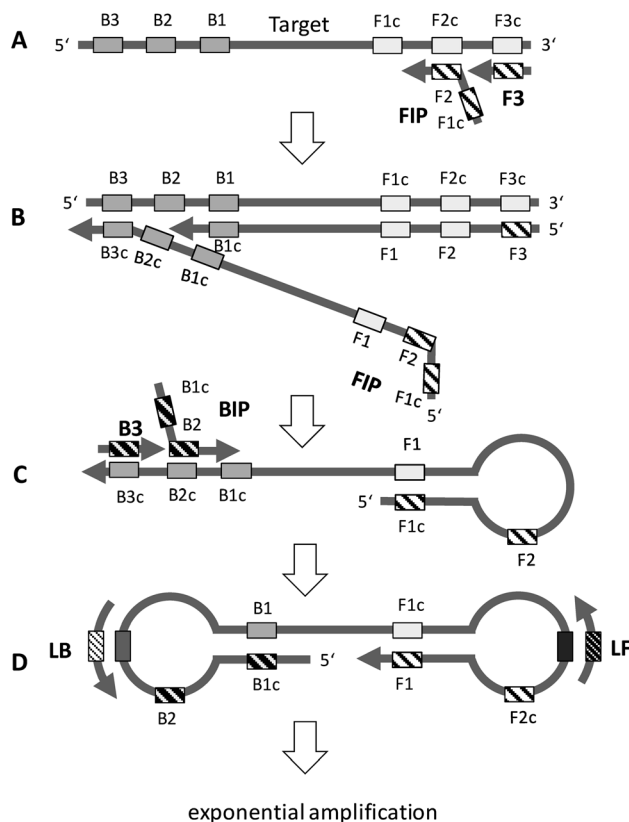 B3 B2 B1 Target F1c F2c F3c
A 5‘ 3‘
FIP F2 F1c F3
B3 B2 B1 F1c F2c F3c
5‘ 3‘
B
5‘
B3c B2c B1c B1c F1 F2 F3
F1 F2
FIP F1c
5‘
B1c BIP
B3 B2 F1
C
B3c B2c B1c 5‘ F1c
F2
B1 F1c
LB LF
D
5‘
B2 B1c F1 F2c
exponential amplification